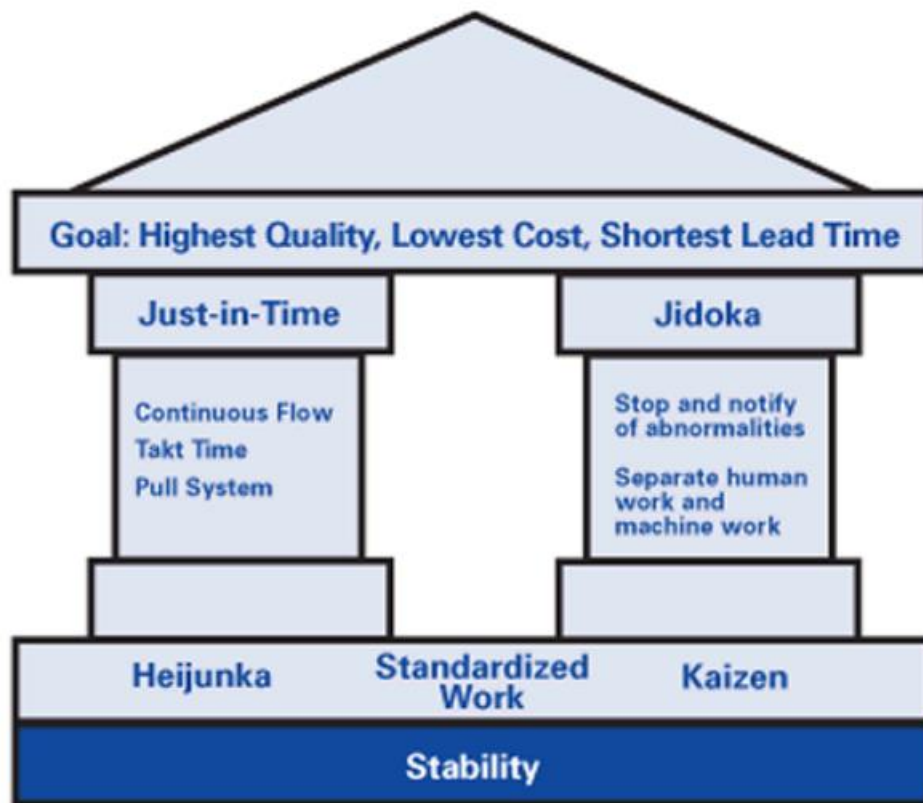 Goal: Highest Quality, Lowest Cost, Shortest Lead Time
Just-in-Time
Continuous Flow
Takt Time
Pull System
Jidoka
Stop and notify
of abnormalities
Separate human
work and
machine work
Heijunka
Standardized
Work
Kaizen
Stability